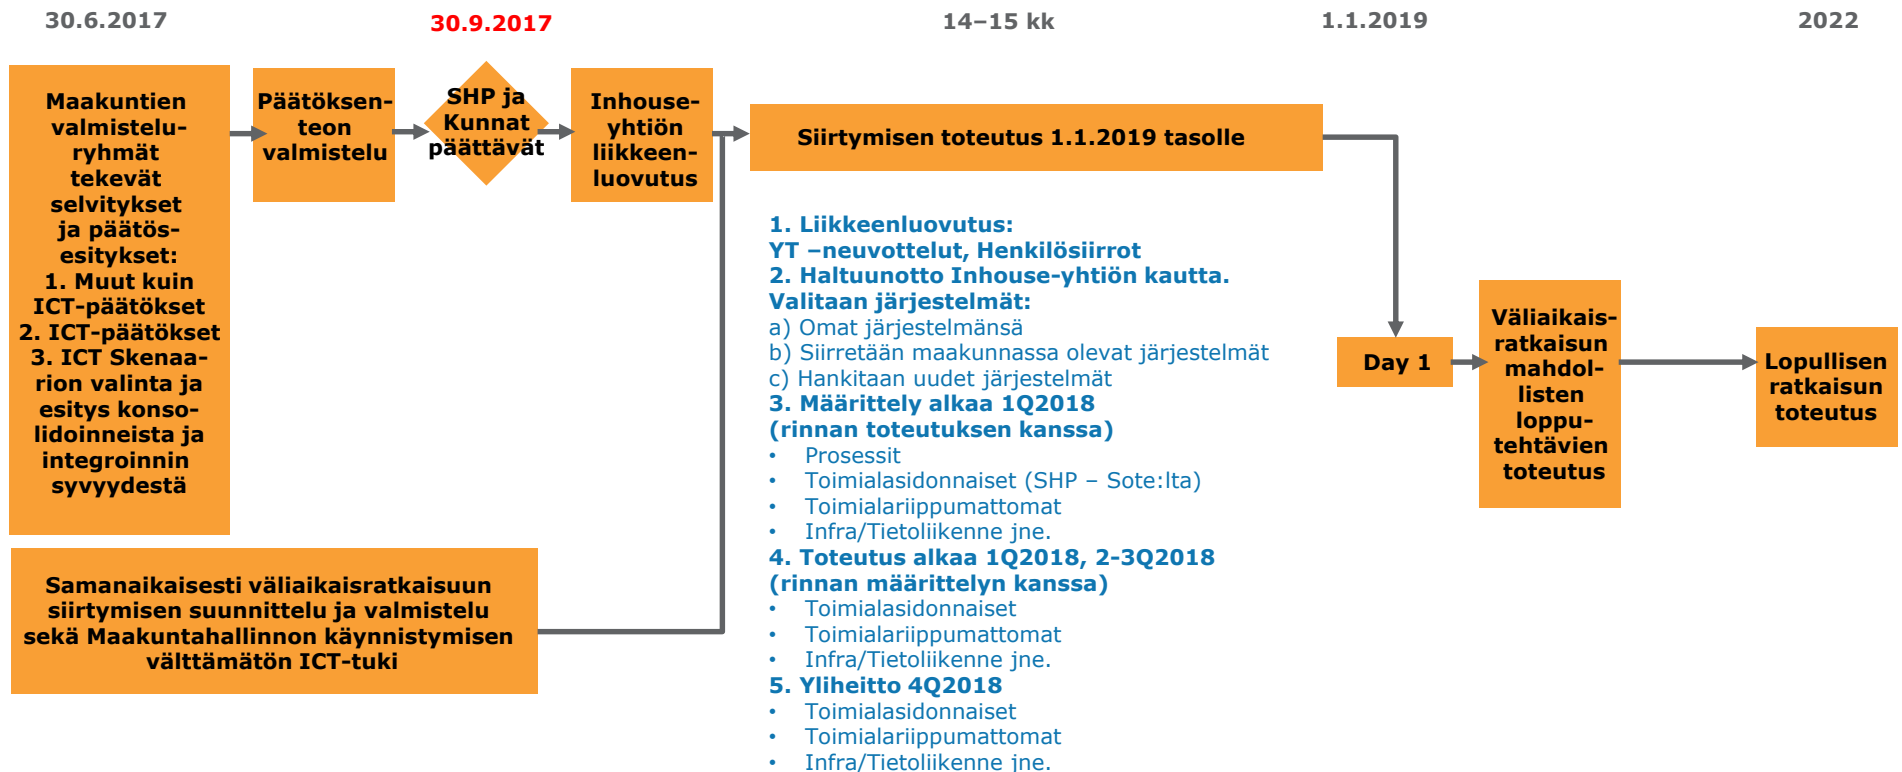 30.6.2017
30.9.2017
14–15 kk
1.1.2019
2022
Maakuntien
valmistelu-
ryhmät
tekevät
selvitykset
ja päätös-
esitykset:
1. Muut kuin
ICT-päätökset
2. ICT-päätökset
3. ICT Skenaa-
rion valinta ja
esitys konso-
lidoinneista ja
integroinnin
syvyydestä
Päätöksen-
teon
valmistelu
SHP ja
Kunnat
päättävät
Inhouse-
yhtiön
liikkeen-
luovutus
Siirtymisen toteutus 1.1.2019 tasolle
1. Liikkeenluovutus:
YT –neuvottelut, Henkilösiirrot
2. Haltuunotto Inhouse-yhtiön kautta.
Valitaan järjestelmät:
a) Omat järjestelmänsä
b) Siirretään maakunnassa olevat järjestelmät
c) Hankitaan uudet järjestelmät
3. Määrittely alkaa 1Q2018
(rinnan toteutuksen kanssa)
• Prosessit
• Toimialasidonnaiset (SHP – Sote:lta)
• Toimialariippumattomat
• Infra/Tietoliikenne jne.
4. Toteutus alkaa 1Q2018, 2-3Q2018
(rinnan määrittelyn kanssa)
• Toimialasidonnaiset
• Toimialariippumattomat
• Infra/Tietoliikenne jne.
5. Yliheitto 4Q2018
• Toimialasidonnaiset
• Toimialariippumattomat
• Infra/Tietoliikenne jne.
Day 1
Väliaikais-
ratkaisun
mahdol-
listen
loppu-
tehtävien
toteutus
Lopullisen
ratkaisun
toteutus
Samanaikaisesti väliaikaisratkaisuun
siirtymisen suunnittelu ja valmistelu
sekä Maakuntahallinnon käynnistymisen
välttämätön ICT-tuki